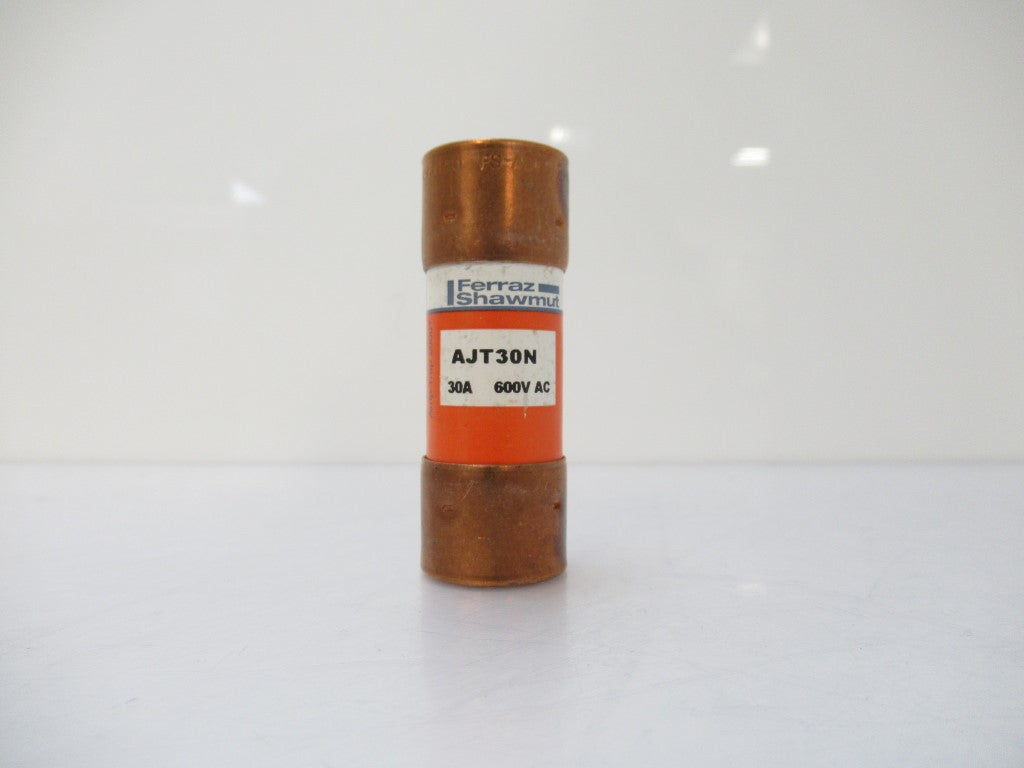 Ferraz
Shawmut
AJT30N
30A 600V AC